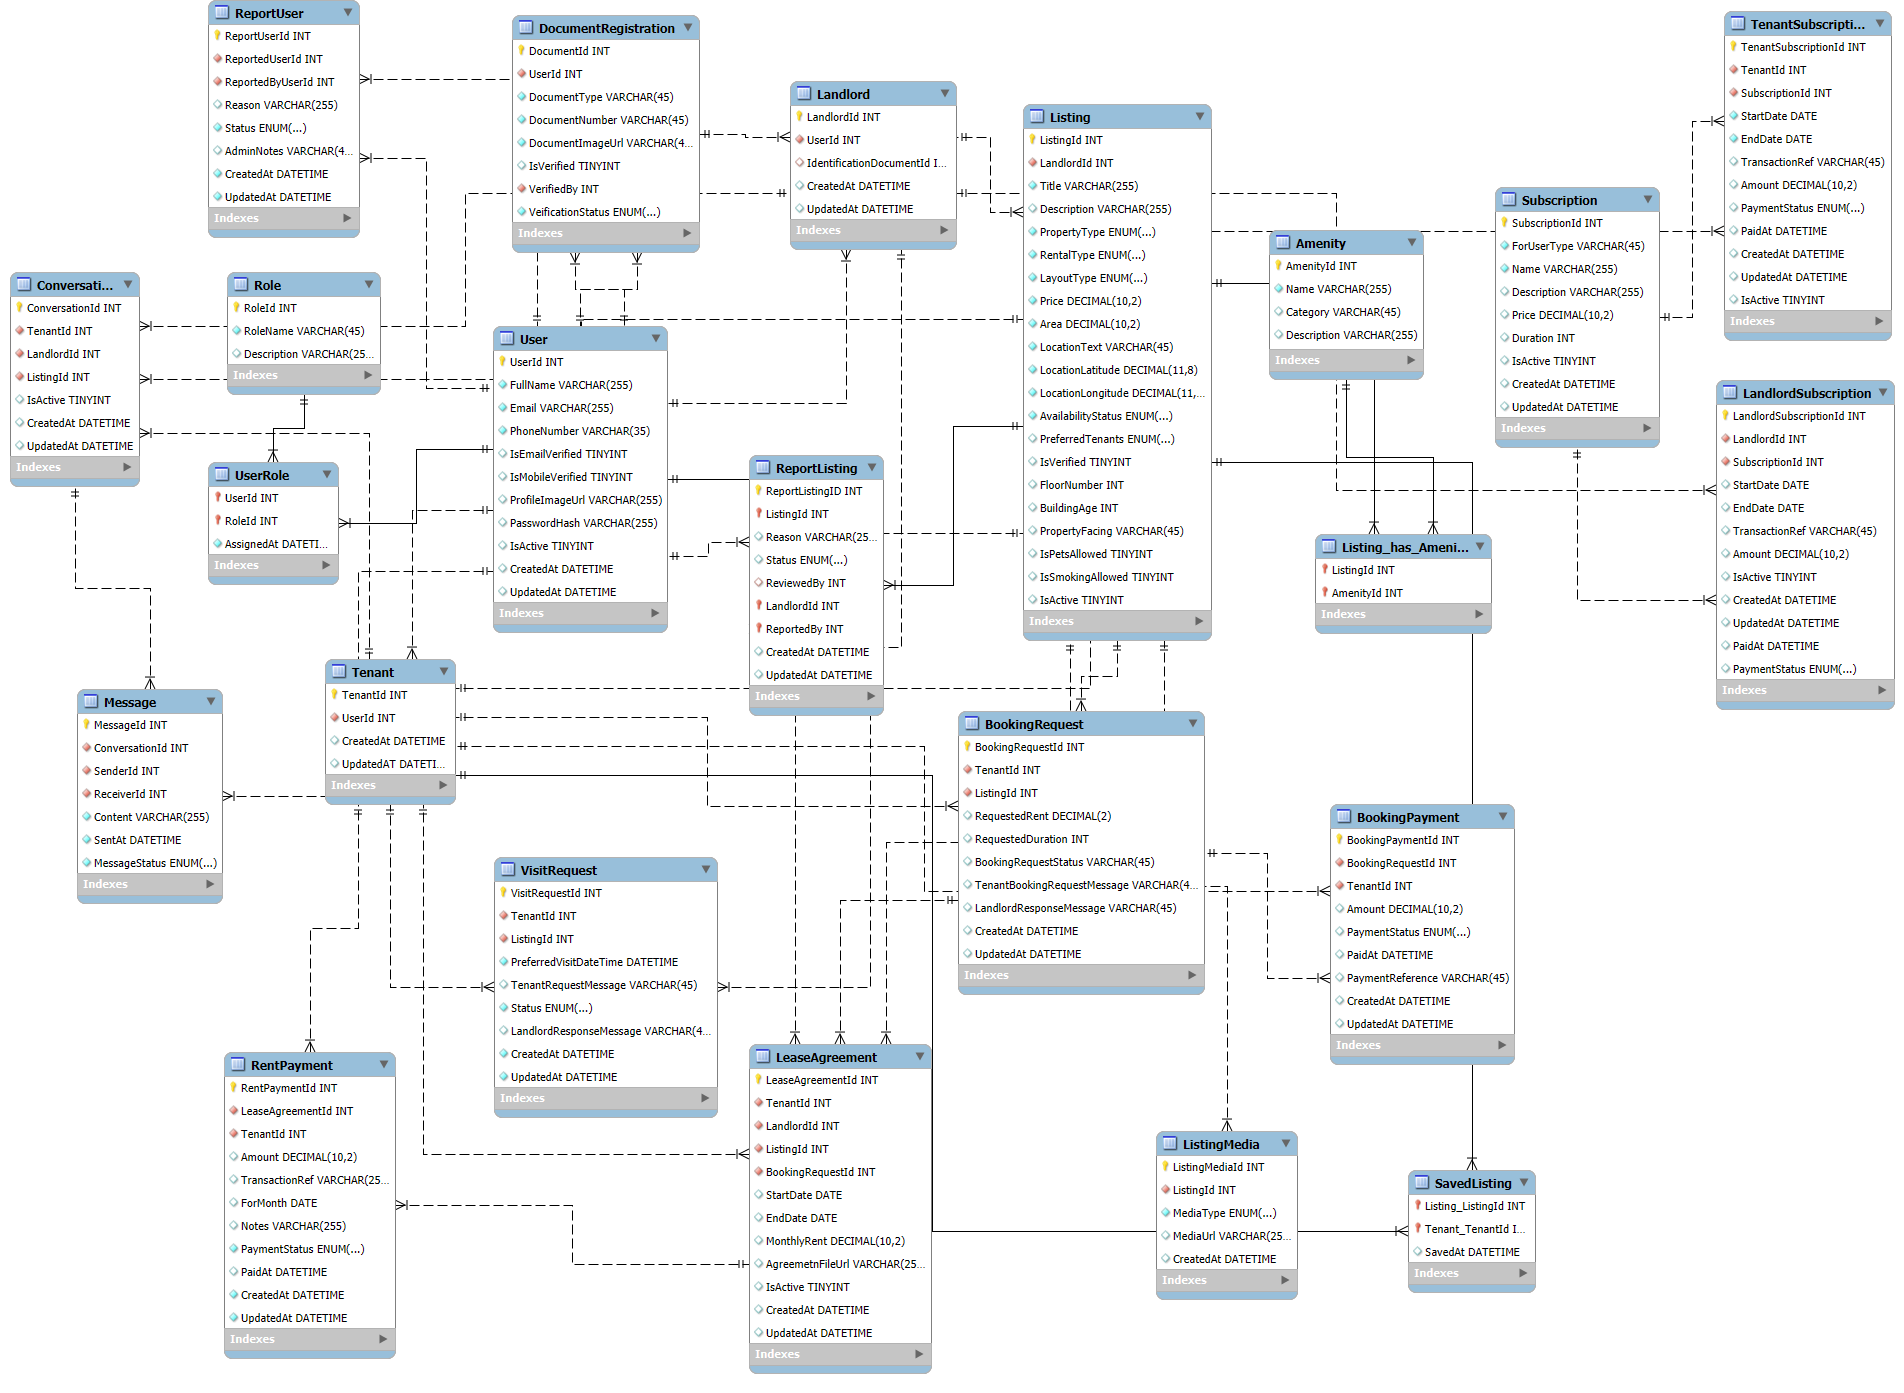 ReportUser
ReportUserId INT
ReportedUserId INT
ReportedByUserId INT
Reason VARCHAR(255)
Status ENUM(...)
AdminNotes VARCHAR(4...
CreatedAt DATETIME
UpdatedAt DATETIME
Indexes
DocumentRegistration
DocumentId INT
UserId INT
DocumentType VARCHAR(45)
DocumentNumber VARCHAR(45)
DocumentImageUrl VARCHAR(4...
IsVerified TINYINT
VerifiedBy INT
VeificationStatus ENUM(...)
Indexes
Landlord
LandlordId INT
UserId INT
IdentificationDocumentId I...
CreatedAt DATETIME
UpdatedAt DATETIME
Indexes
Listing
ListingId INT
LandlordId INT
Title VARCHAR(255)
Description VARCHAR(255)
PropertyType ENUM(...)
RentalType ENUM(...)
LayoutType ENUM(...)
Price DECIMAL(10,2)
Area DECIMAL(10,2)
LocationText VARCHAR(45)
LocationLatitude DECIMAL(11,8)
LocationLongitude DECIMAL(11,...
AvailabilityStatus ENUM(...)
PreferredTenants ENUM(...)
IsVerified TINYINT
FloorNumber INT
BuildingAge INT
PropertyFacing VARCHAR(45)
IsPetsAllowed TINYINT
IsSmokingAllowed TINYINT
IsActive TINYINT
Indexes
TenantSubscripti...
TenantSubscriptionId INT
TenantId INT
SubscriptionId INT
StartDate DATE
EndDate DATE
TransactionRef VARCHAR(45)
Amount DECIMAL(10,2)
PaymentStatus ENUM(...)
PaidAt DATETIME
CreatedAt DATETIME
UpdatedAt DATETIME
IsActive TINYINT
Indexes
Subscription
SubscriptionId INT
ForUserType VARCHAR(45)
Name VARCHAR(255)
Description VARCHAR(255)
Price DECIMAL(10,2)
Duration INT
IsActive TINYINT
CreatedAt DATETIME
UpdatedAt DATETIME
Indexes
Amenity
AmenityId INT
Name VARCHAR(255)
Category VARCHAR(45)
Description VARCHAR(255)
Indexes
Conversati...
ConversationId INT
TenantId INT
LandlordId INT
ListingId INT
IsActive TINYINT
CreatedAt DATETIME
UpdatedAt DATETIME
Indexes
Role
RoleId INT
RoleName VARCHAR(45)
Description VARCHAR(25...
Indexes
User
UserId INT
FullName VARCHAR(255)
Email VARCHAR(255)
PhoneNumber VARCHAR(35)
IsEmailVerified TINYINT
IsMobileVerified TINYINT
ProfileImageUrl VARCHAR(255)
PasswordHash VARCHAR(255)
IsActive TINYINT
CreatedAt DATETIME
UpdatedAt DATETIME
Indexes
LandlordSubscription
LandlordSubscriptionId INT
LandlordId INT
SubscriptionId INT
StartDate DATE
EndDate DATE
TransactionRef VARCHAR(45)
Amount DECIMAL(10,2)
IsActive TINYINT
CreatedAt DATETIME
UpdatedAt DATETIME
PaidAt DATETIME
PaymentStatus ENUM(...)
Indexes
UserRole
UserId INT
RoleId INT
AssignedAt DATETI...
Indexes
ReportListing
ReportListingID INT
ListingId INT
Reason VARCHAR(25...
Status ENUM(...)
ReviewedBy INT
LandlordId INT
ReportedBy INT
CreatedAt DATETIME
UpdatedAt DATETIME
Indexes
Listing_has_Ameni...
ListingId INT
AmenityId INT
Indexes
Tenant
TenantId INT
UserId INT
CreatedAt DATETIME
UpdatedAT DATETI...
Indexes
Message
MessageId INT
ConversationId INT
SenderId INT
ReceiverId INT
Content VARCHAR(255)
SentAt DATETIME
MessageStatus ENUM(...)
Indexes
BookingRequest
BookingRequestId INT
TenantId INT
ListingId INT
RequestedRent DECIMAL(2)
RequestedDuration INT
BookingRequestStatus VARCHAR(45)
TenantBookingRequestMessage VARCHAR(4...
LandlordResponseMessage VARCHAR(45)
CreatedAt DATETIME
UpdatedAt DATETIME
Indexes
BookingPayment
BookingPaymentId INT
BookingRequestId INT
TenantId INT
Amount DECIMAL(10,2)
PaymentStatus ENUM(...)
PaidAt DATETIME
PaymentReference VARCHAR(45)
CreatedAt DATETIME
UpdatedAt DATETIME
Indexes
VisitRequest
VisitRequestId INT
TenantId INT
ListingId INT
PreferredVisitDateTime DATETIME
TenantRequestMessage VARCHAR(45)
Status ENUM(...)
LandlordResponseMessage VARCHAR(4...
CreatedAt DATETIME
UpdatedAt DATETIME
Indexes
RentPayment
RentPaymentId INT
LeaseAgreementId INT
TenantId INT
Amount DECIMAL(10,2)
TransactionRef VARCHAR(25...
ForMonth DATE
Notes VARCHAR(255)
PaymentStatus ENUM(...)
PaidAt DATETIME
CreatedAt DATETIME
UpdatedAt DATETIME
Indexes
LeaseAgreement
LeaseAgreementId INT
TenantId INT
LandlordId INT
ListingId INT
BookingRequestId INT
StartDate DATE
EndDate DATE
MonthlyRent DECIMAL(10,2)
AgreemetnFileUrl VARCHAR(25...
IsActive TINYINT
CreatedAt DATETIME
UpdatedAt DATETIME
Indexes
ListingMedia
ListingMediaId INT
ListingId INT
MediaType ENUM(...)
MediaUrl VARCHAR(25...
CreatedAt DATETIME
Indexes
SavedListing
Listing_ListingId INT
Tenant_TenantId I...
SavedAt DATETIME
Indexes